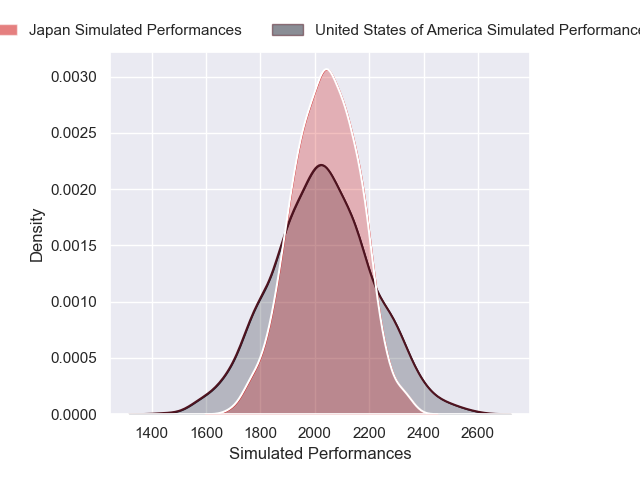 Japan Simulated Performances
United States of America Simulated Performance
0.0030
0.0025
0.0020
0.0015
0.0010
0.0005
0.0000
Density
1400 1600 1800 2000 2200 2400 2600
Simulated Performances